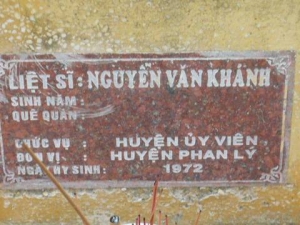 LIỆT SĨ : NGUYỄN VĂN KHÁNH
SINH NĂM :
QUÊ QUÁN :
CHỨC VỤ : HUYỆN ỦY VIÊN
ĐƠN VỊ : HUYỆN PHAN LÝ
NGÀY HY SINH : 1972